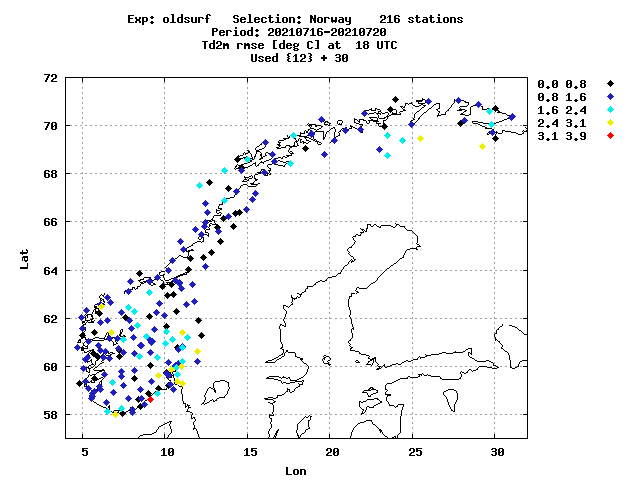 Exp: oldsurf   Selection: Norway    216 stations
Period: 20210716-20210720
Td2m rmse [deg C] at  18 UTC
Used {12} + 30
72
70
68
66
64
62
60
58
Lat
5 10 15 20 25 30
Lon
0.0 0.8
0.8 1.6
1.6 2.4
2.4 3.1
3.1 3.9